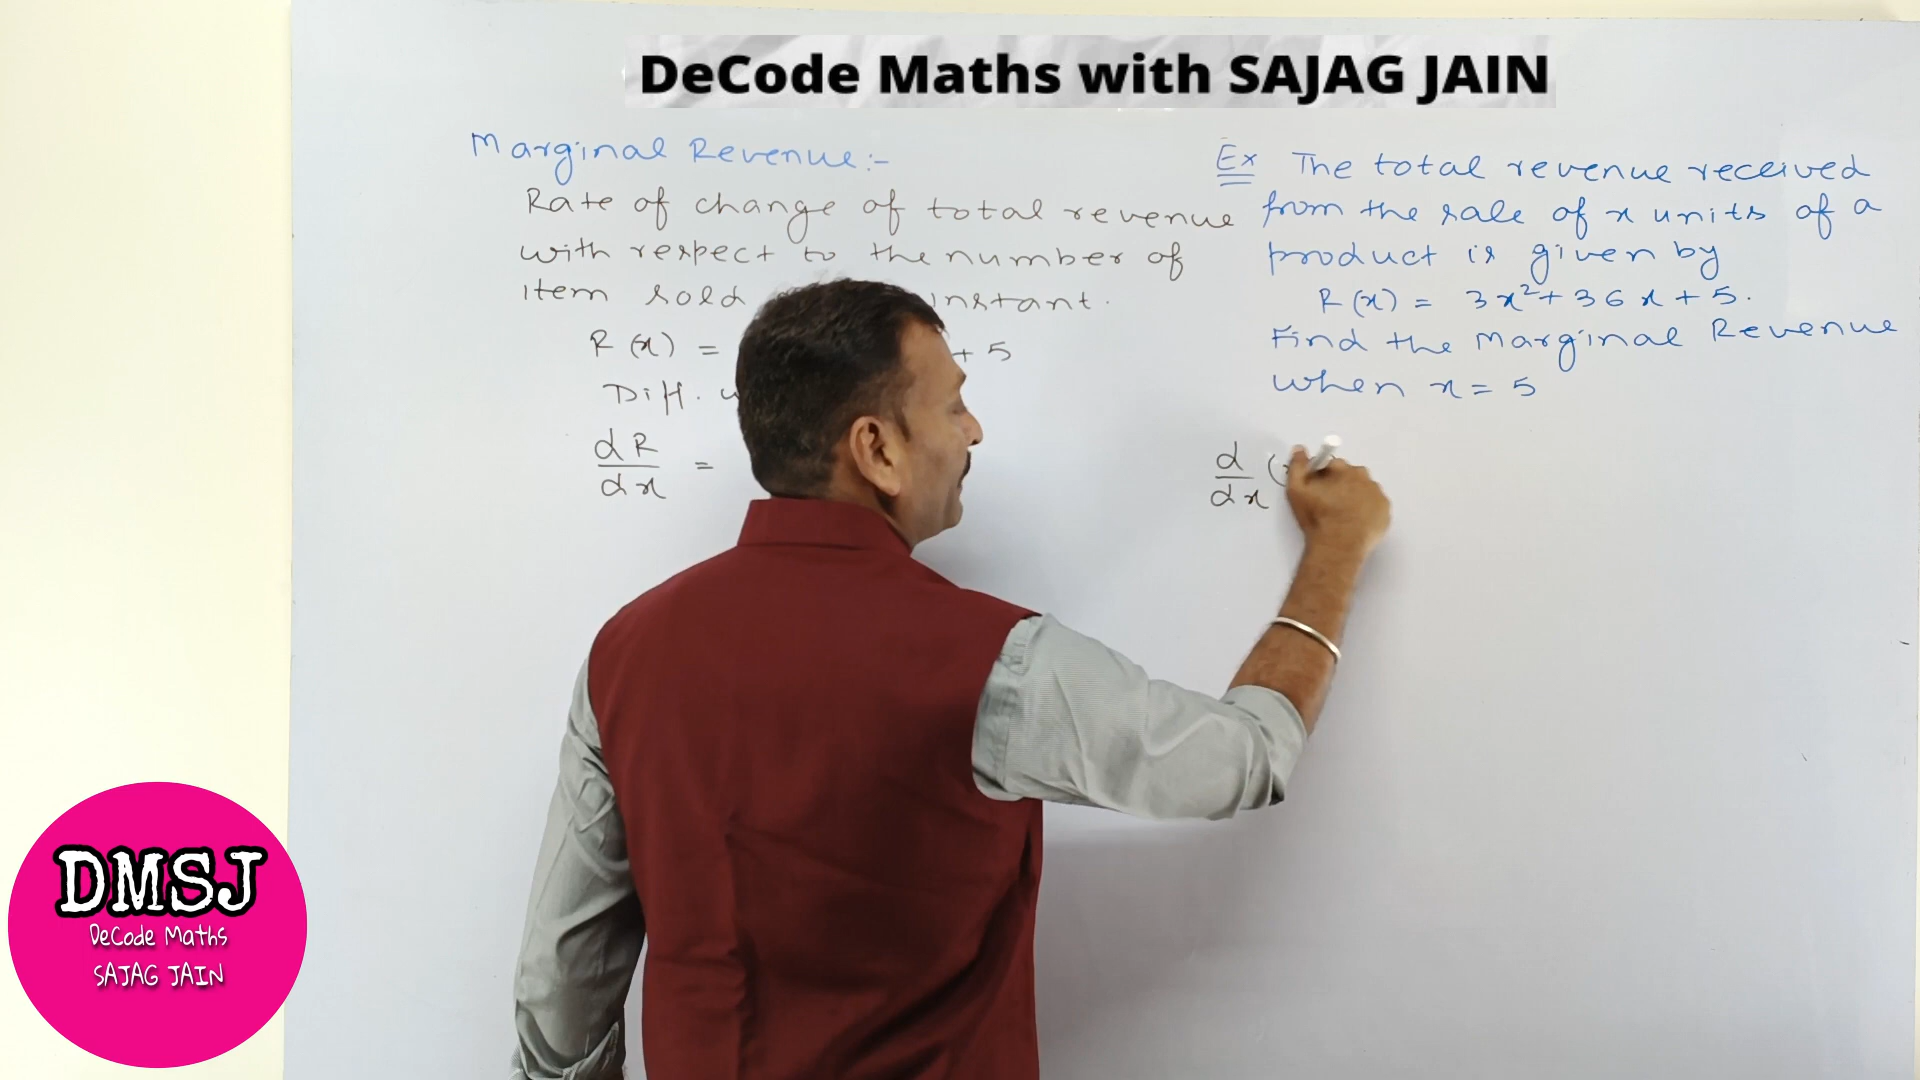 DeCode Maths with SAJAG JAIN
Marginal Revenue:-
Rate of change of total revenue
with respect to the number of
item sold instant.
R(x) = + 5
Diff.
dR/dx =
Ex The total revenue received
from the sale of x units of a
product is given by
R(x) = 3x²+36x+5.
Find the Marginal Revenue
when x = 5
d/dx (
DMSJ
DeCode Maths
SAJAG JAIN